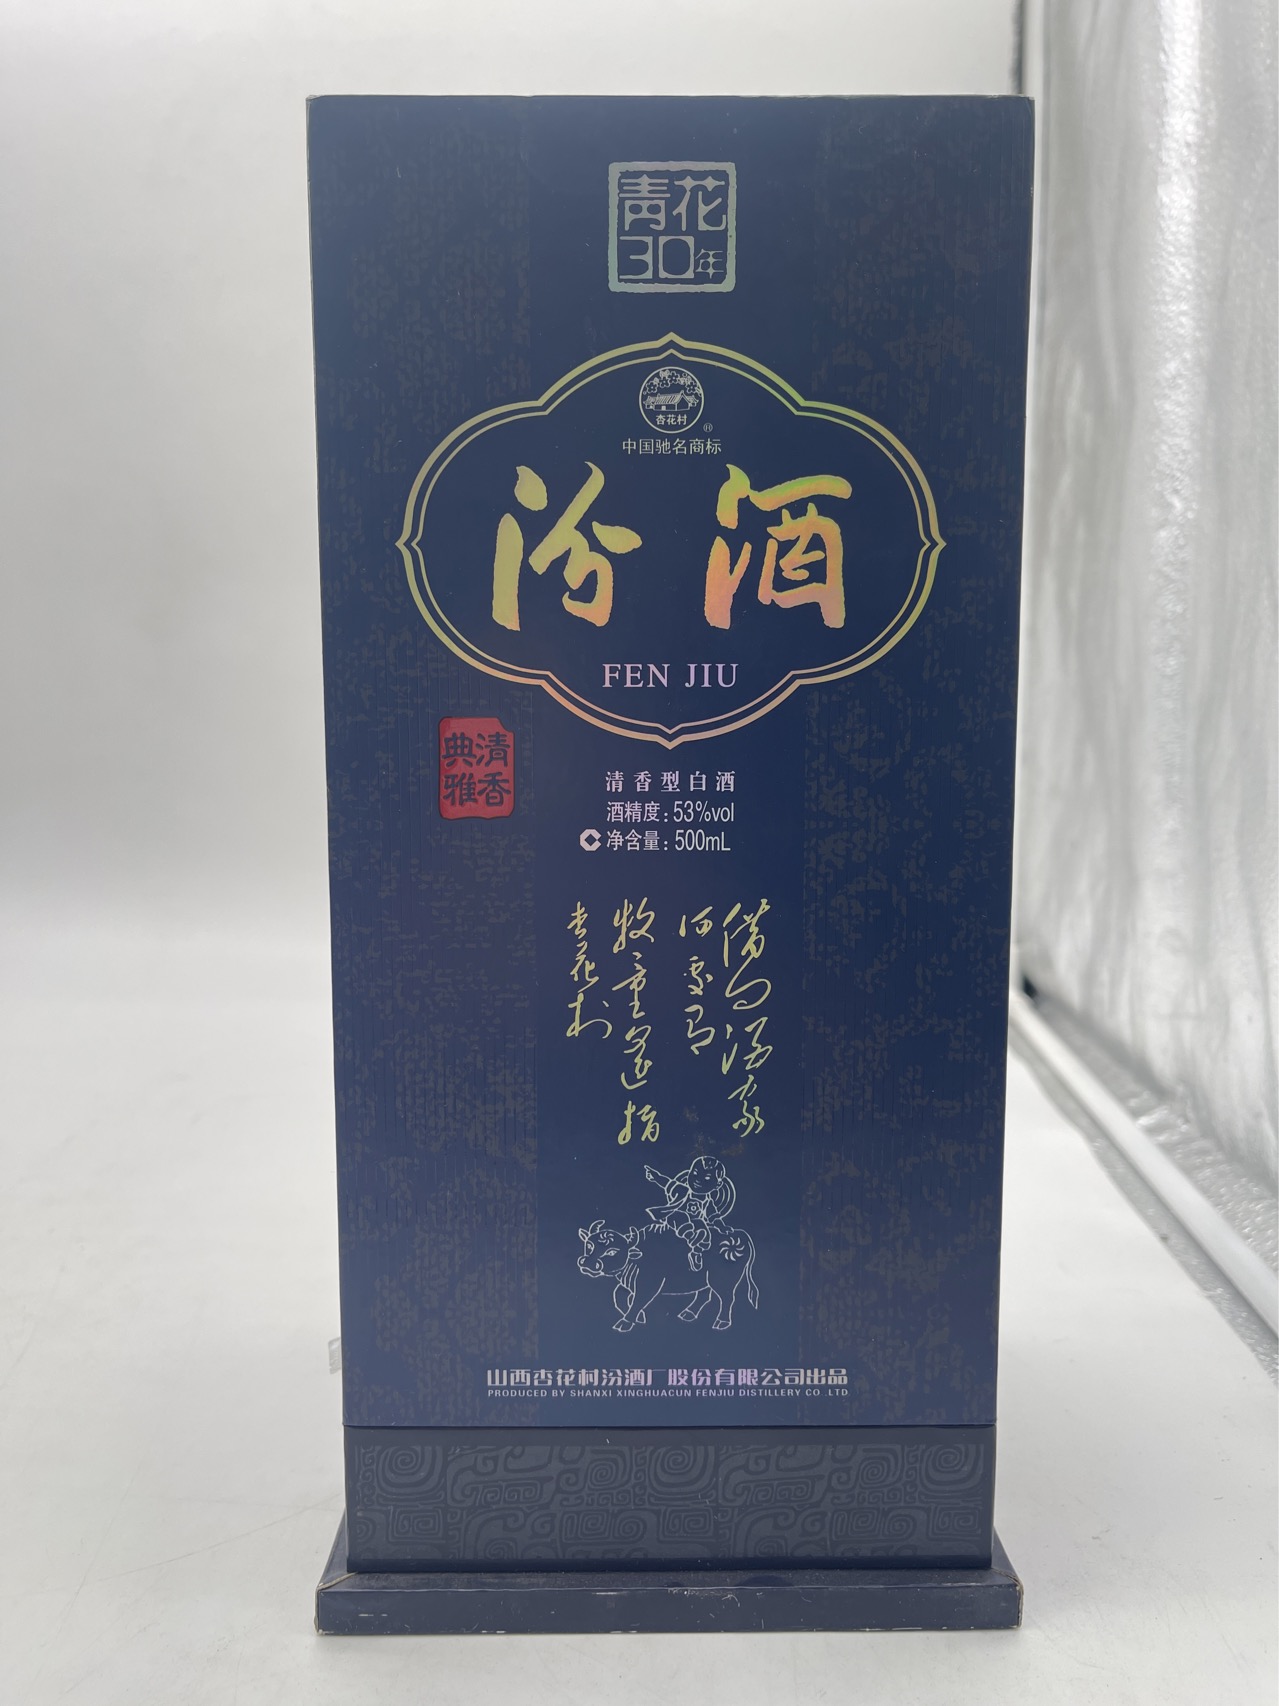 青花
30年
杏花村
中国驰名商标
汾酒
FEN JIU
清香
典雅
清香型白酒
酒精度：53%vol
净含量：500mL
借问酒家
何处有
牧童遥指
杏花村
山西杏花村汾酒厂股份有限公司出品
PRODUCED BY SHANXI XINGHUACUN FENJIU DISTILLERY CO.,LTD